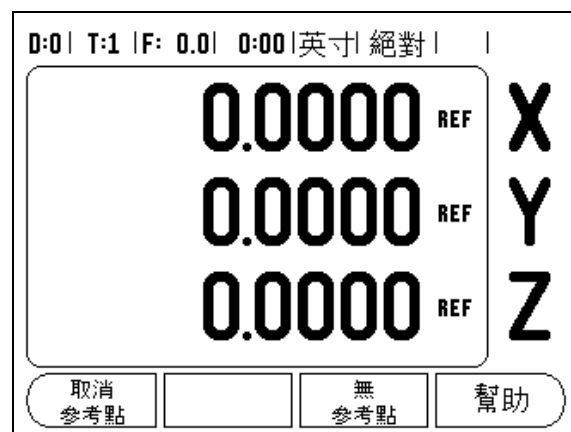 D:0| T:1 |F: 0.0| 0:00|英寸|絕對| |
0.0000 REF X
0.0000 REF Y
0.0000 REF Z
取消
參考點
無
參考點
幫助